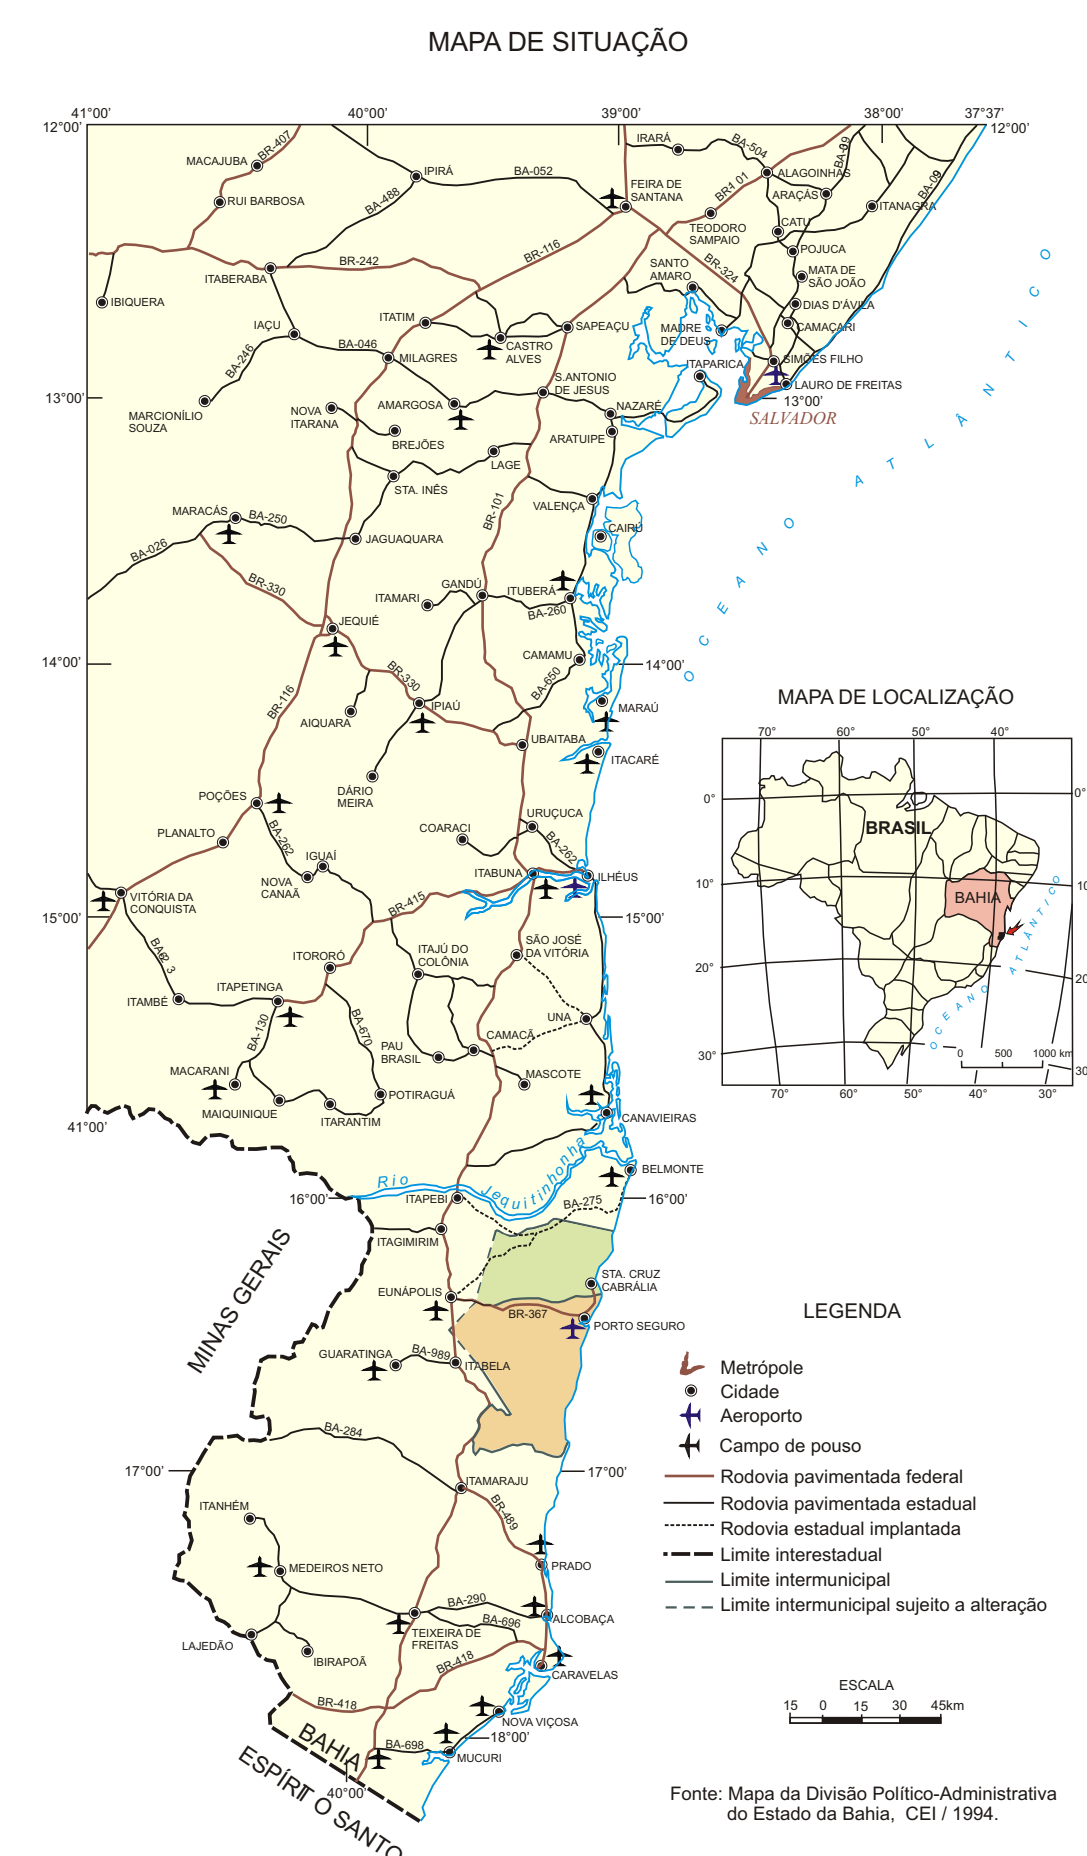 MAPA DE SITUAÇÃO
41°00'
40°00'
39°00'
38°00'
37°37'
12°00'
12°00'
IRARÁ
BA-504
BA-09
MACAJUBA
BR-407
IPIRÁ
BA-052
ALAGOINHAS
FEIRA DE
SANTANA
BR-101
ARAÇÁS
BA-09
RUI BARBOSA
BA-488
ITANAGRA
TEODORO
SAMPAIO
CATU
POJUCA
BR-116
BR-242
SANTO
AMARO
BR-324
MATA DE
SÃO JOÃO
ITABERABA
IBIQUERA
DIAS D'ÁVILA
IAÇU
ITATIM
SAPEAÇU
MADRE
DE DEUS
CAMAÇARI
CASTRO
ALVES
BA-046
BA-246
MILAGRES
ITAPARICA
SIMÕES FILHO
S.ANTONIO
DE JESUS
LAURO DE FREITAS
13°00'
13°00'
MARCIONÍLIO
SOUZA
NOVA
ITARANA
AMARGOSA
NAZARÉ
SALVADOR
BREJÕES
ARATUIPE
LAGE
STA. INÊS
OCEANO ATLÂNTICO
MARACÁS
BA-250
BR-101
VALENÇA
CAIRÚ
JAGUAQUARA
BA-026
BR-330
GANDÚ
ITUBERÁ
ITAMARI
BA-260
JEQUIÉ
CAMAMU
14°00'
14°00'
BR-330
BA-650
BR-116
AIQUARA
IPIAÚ
MARAÚ
UBAITABA
ITACARÉ
DÁRIO
MEIRA
POÇÕES
URUÇUCA
COARACI
PLANALTO
BA-262
BA-262
IGUAÍ
NOVA
CANAÃ
ITABUNA
ILHÉUS
VITÓRIA DA
CONQUISTA
BR-415
15°00'
15°00'
SÃO JOSÉ
DA VITÓRIA
ITAJÚ DO
COLÔNIA
ITORORÓ
ITAPETINGA
ITAMBÉ
UNA
BA-130
BA-670
CAMACÃ
PAU
BRASIL
MACARANI
MASCOTE
POTIRAGUÁ
MAIQUINIQUE
ITARANTIM
CANAVIEIRAS
41°00'
Rio
Jequitinhonha
BELMONTE
16°00'
ITAPEBI
BA-275
16°00'
ITAGIMIRIM
MINAS GERAIS
STA. CRUZ
CABRÁLIA
EUNÁPOLIS
BR-367
PORTO SEGURO
GUARATINGA
BA-989
ITABELA
BA-284
17°00'
17°00'
ITAMARAJU
ITANHÉM
BR-489
MEDEIROS NETO
PRADO
BA-290
BA-696
ALCOBAÇA
TEIXEIRA DE
FREITAS
LAJEDÃO
IBIRAPOÃ
BR-418
CARAVELAS
BR-418
NOVA VIÇOSA
18°00'
BA-698
MUCURI
BAHIA
ESPÍRITO SANTO
40°00'
MAPA DE LOCALIZAÇÃO
70°
60°
50°
40°
0°
0°
BRASIL
10°
BAHIA
20°
OCEANO ATLÂNTICO
30°
0
500
1000 km
70°
60°
50°
40°
30°
LEGENDA
Metrópole
Cidade
Aeroporto
Campo de pouso
Rodovia pavimentada federal
Rodovia pavimentada estadual
Rodovia estadual implantada
Limite interestadual
Limite intermunicipal
Limite intermunicipal sujeito a alteração
ESCALA
15 0 15 30 45km
Fonte: Mapa da Divisão Político-Administrativa
do Estado da Bahia, CEI / 1994.